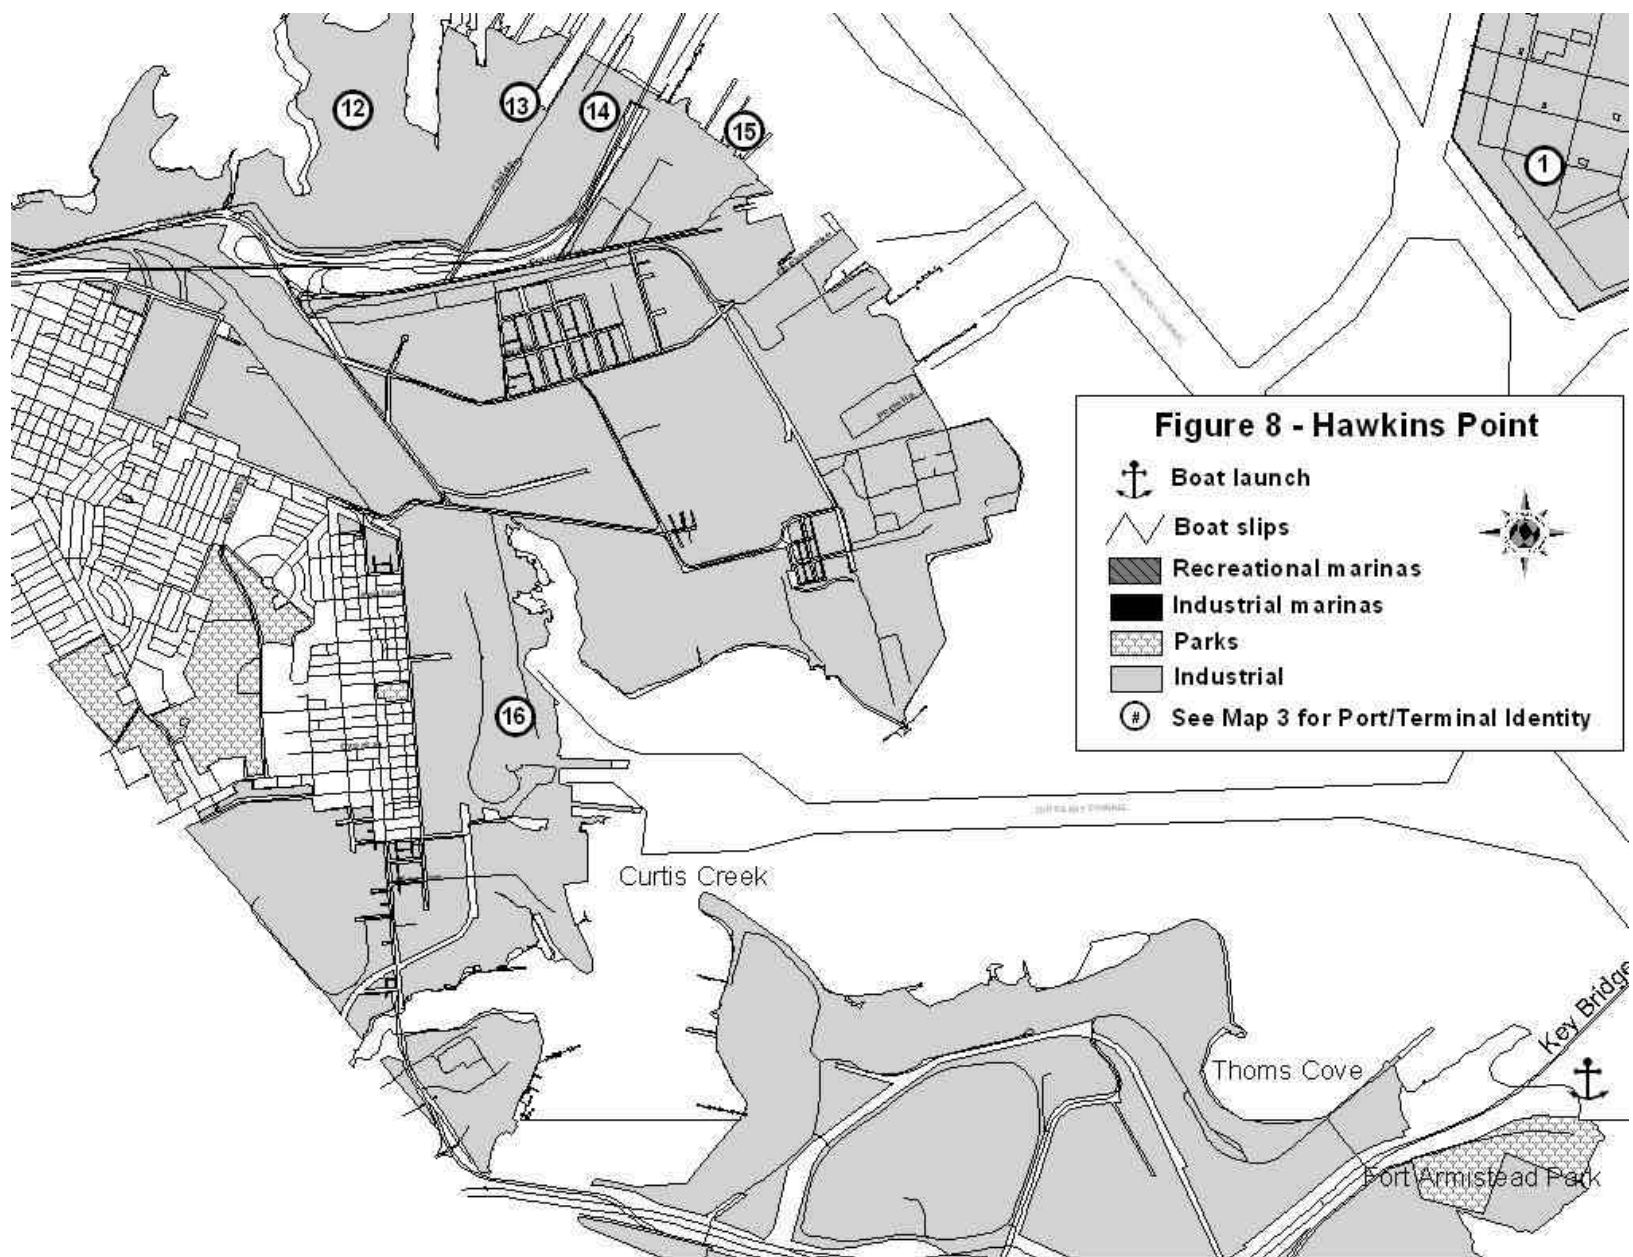 12
13
14
15
1
Figure 8 - Hawkins Point
Boat launch
Boat slips
Recreational marinas
Industrial marinas
Parks
Industrial
# See Map 3 for Port/Terminal Identity
16
Curtis Creek
Key Bridge
Thoms Cove
Fort Armistead Park